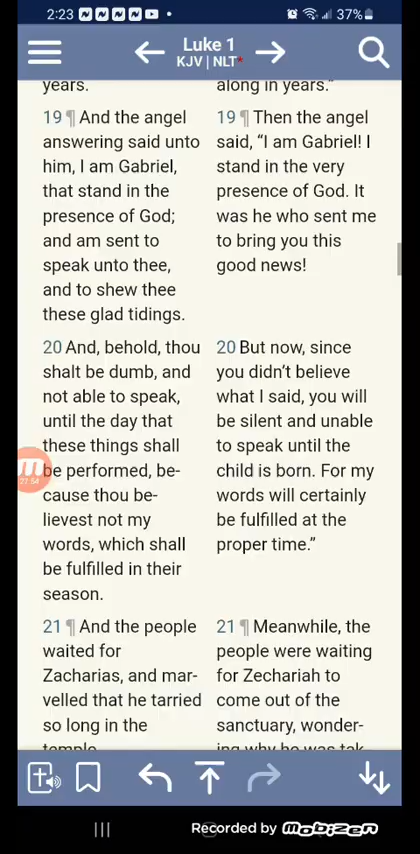 2:23 37%
Luke 1
KJV | NLT*
years.
19 ¶ And the angel
answering said unto
him, I am Gabriel,
that stand in the
presence of God;
and am sent to
speak unto thee,
and to shew thee
these glad tidings.
20 And, behold, thou
shalt be dumb, and
not able to speak,
until the day that
these things shall
be performed, be-
cause thou be-
lievest not my
words, which shall
be fulfilled in their
season.
21 ¶ And the people
waited for
Zacharias, and mar-
velled that he tarried
so long in the
temple.
along in years.”
19 ¶ Then the angel
said, “I am Gabriel! I
stand in the very
presence of God. It
was he who sent me
to bring you this
good news!
20 But now, since
you didn’t believe
what I said, you will
be silent and unable
to speak until the
child is born. For my
words will certainly
be fulfilled at the
proper time.”
21 ¶ Meanwhile, the
people were waiting
for Zechariah to
come out of the
sanctuary, wonder-
ing why he was tak-
Recorded by mobizen